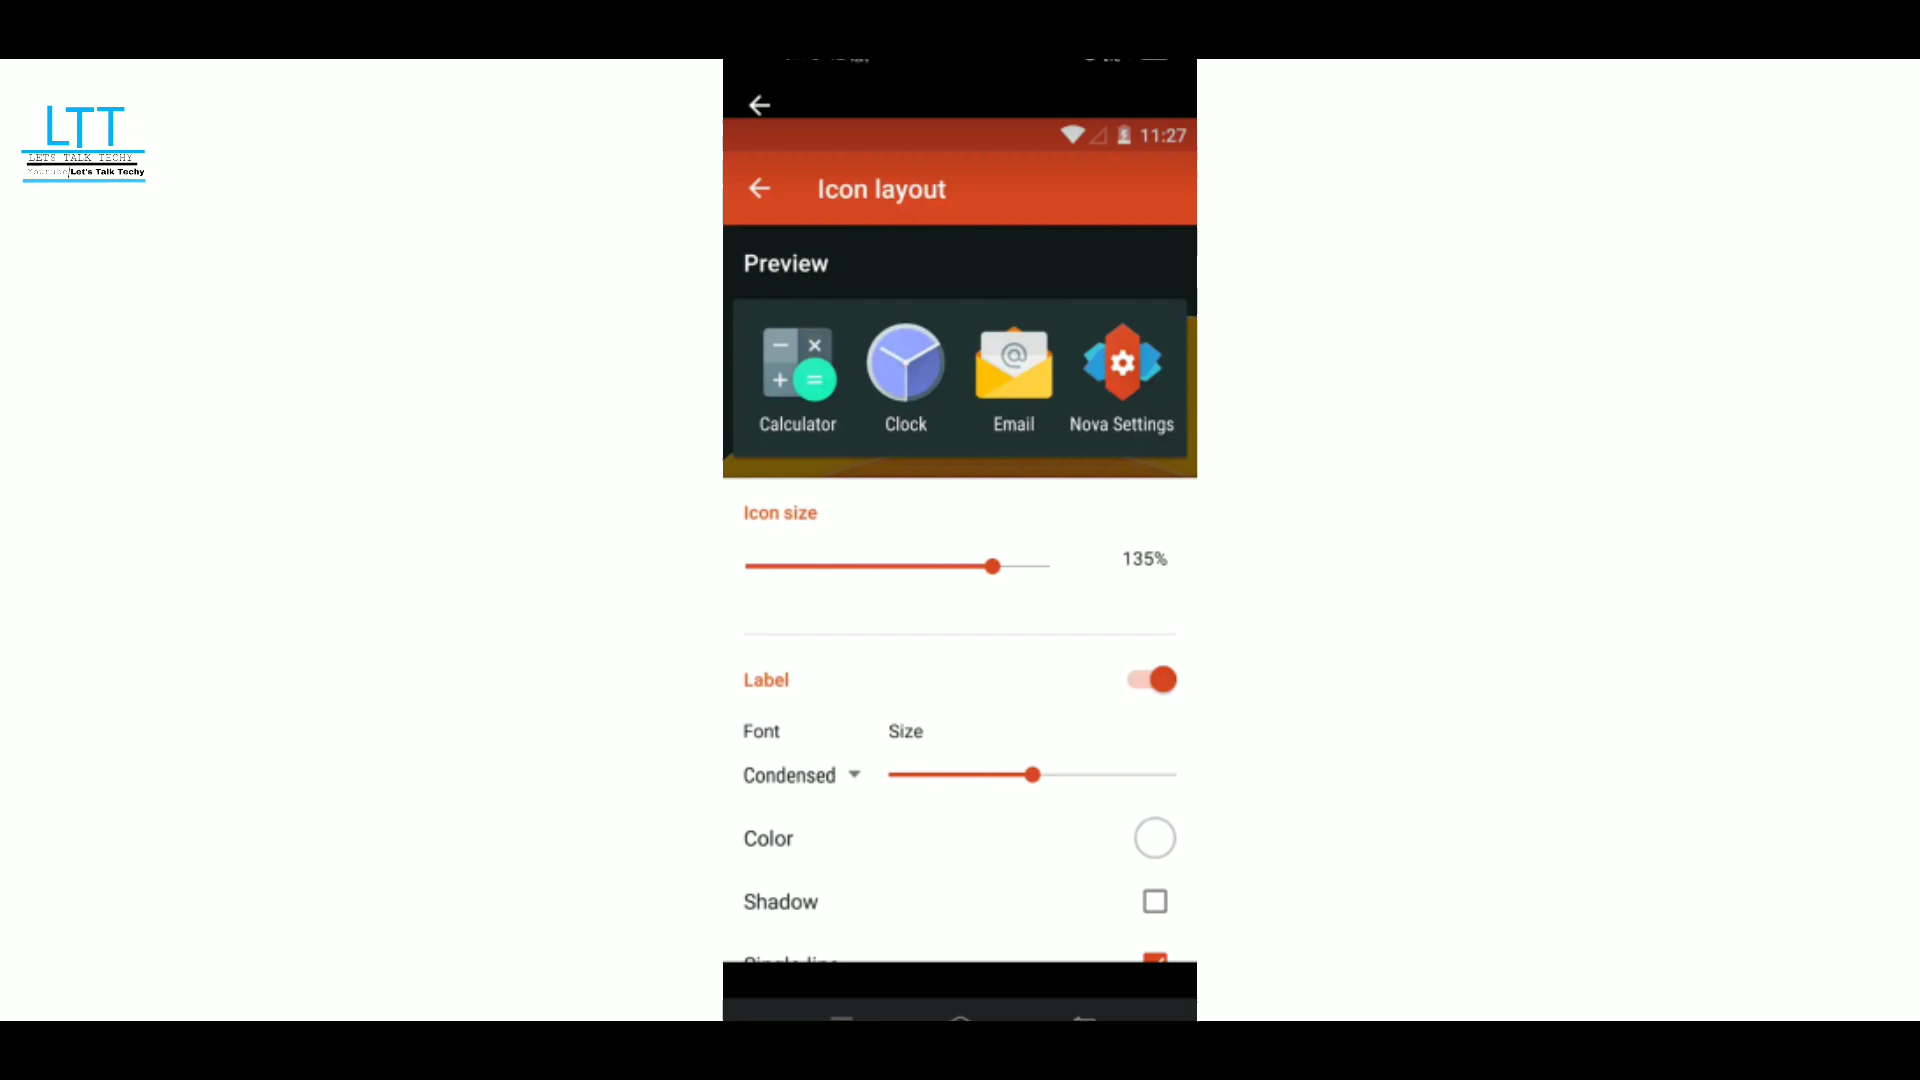 LTT
LETS TALK TECHY
Youtube/Let's Talk Techy
11:27
Icon layout
Preview
Calculator Clock Email Nova Settings
Icon size
135%
Label
Font Size
Condensed
Color
Shadow